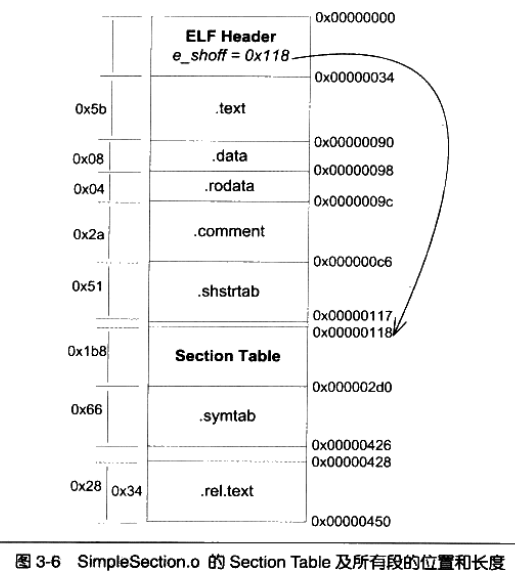 0x00000000
ELF Header
e_shoff = 0x118
0x00000034
0x5b
.text
0x00000090
0x08
.data
0x00000098
0x04
.rodata
0x0000009c
0x2a
.comment
0x000000c6
0x51
.shstrtab
0x00000117
0x00000118
0x1b8
Section Table
0x000002d0
0x66
.symtab
0x00000426
0x00000428
0x28
0x34
.rel.text
0x00000450
图 3-6 SimpleSection.o 的 Section Table 及所有段的位置和长度